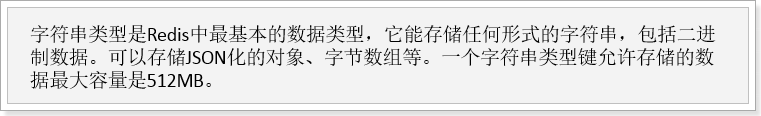 字符串类型是Redis中最基本的数据类型，它能存储任何形式的字符串，包括二进
制数据。可以存储JSON化的对象、字节数组等。一个字符串类型键允许存储的数
据最大容量是512MB。